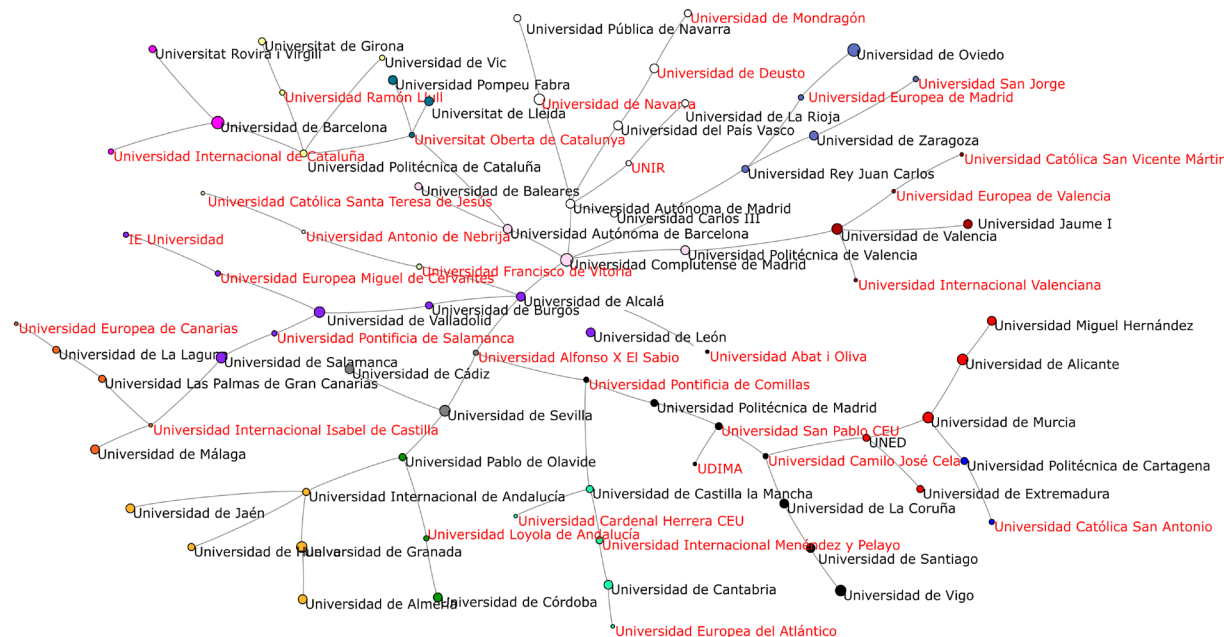 Universidad de Mondragón
Universidad Pública de Navarra
Universitat de Girona
Universitat Rovira i Virgili
Universidad de Vic
Universidad de Oviedo
Universidad de Deusto
Universidad Pompeu Fabra
Universidad San Jorge
Universidad Ramón Llull
Universidad Europea de Madrid
Universidad de Navarra
Universitat de Lleida
Universidad de La Rioja
Universidad de Barcelona
Universidad del País Vasco
Universitat Oberta de Catalunya
Universidad de Zaragoza
Universidad Internacional de Cataluña
Universidad Politécnica de Cataluña
Universidad Católica San Vicente Mártir
UNIR
Universidad Rey Juan Carlos
Universidad de Baleares
Universidad Europea de Valencia
Universidad Católica Santa Teresa de Jesús
Universidad Autónoma de Madrid
Universidad Carlos III
Universidad Jaume I
Universidad Autónoma de Barcelona
Universidad de Valencia
IE Universidad
Universidad Antonio de Nebrija
Universidad Politécnica de Valencia
Universidad Complutense de Madrid
Universidad Francisco de Vitoria
Universidad Europea Miguel de Cervantes
Universidad Internacional Valenciana
Universidad de Alcalá
Universidad de Burgos
Universidad de Valladolid
Universidad Miguel Hernández
Universidad Europea de Canarias
Universidad Pontificia de Salamanca
Universidad de León
Universidad de La Laguna
Universidad de Salamanca
Universidad Alfonso X El Sabio
Universidad Abat i Oliva
Universidad de Alicante
Universidad de Cádiz
Universidad Las Palmas de Gran Canarias
Universidad Pontificia de Comillas
Universidad Politécnica de Madrid
Universidad de Sevilla
Universidad de Murcia
Universidad Internacional Isabel de Castilla
Universidad San Pablo CEU
UNED
Universidad de Málaga
Universidad Pablo de Olavide
UDIMA
Universidad Camilo José Cela
Universidad Politécnica de Cartagena
Universidad Internacional de Andalucía
Universidad de Castilla la Mancha
Universidad de Extremadura
Universidad de Jaén
Universidad de La Coruña
Universidad Cardenal Herrera CEU
Universidad Católica San Antonio
Universidad Loyola de Andalucía
Universidad Internacional Menéndez y Pelayo
Universidad de Huelva
Universidad de Granada
Universidad de Santiago
Universidad de Cantabria
Universidad de Vigo
Universidad de Almería
Universidad de Córdoba
Universidad Europea del Atlántico